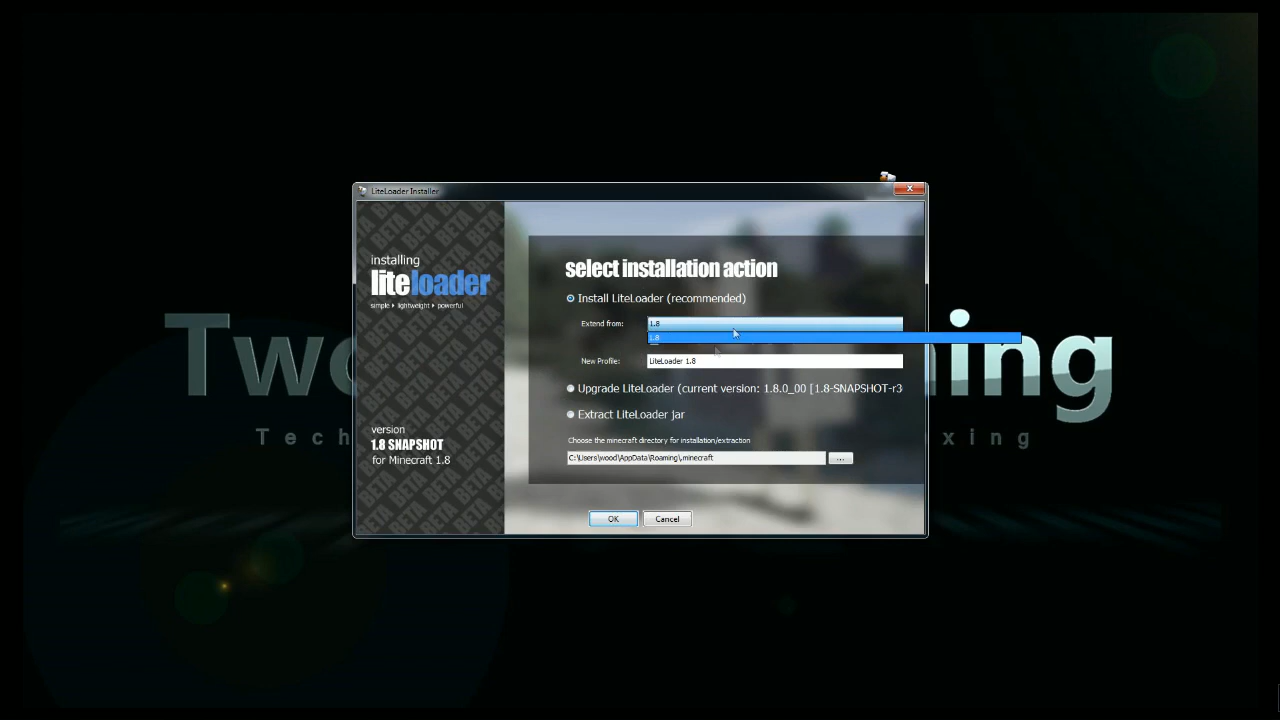 LiteLoader Installer
installing
liteloader
simple lightweight powerful
version
1.8 SNAPSHOT
for Minecraft 1.8
select installation action
Install LiteLoader (recommended)
Extend from: 1.8
1.8
New Profile: LiteLoader 1.8
Upgrade LiteLoader (current version: 1.8.0_00 [1.8-SNAPSHOT-r3
Extract LiteLoader jar
Choose the minecraft directory for installation/extraction
C:\Users\wood\AppData\Roaming\.minecraft ...
OK Cancel
BETA BETA BETA
Tw ing
Tech xing